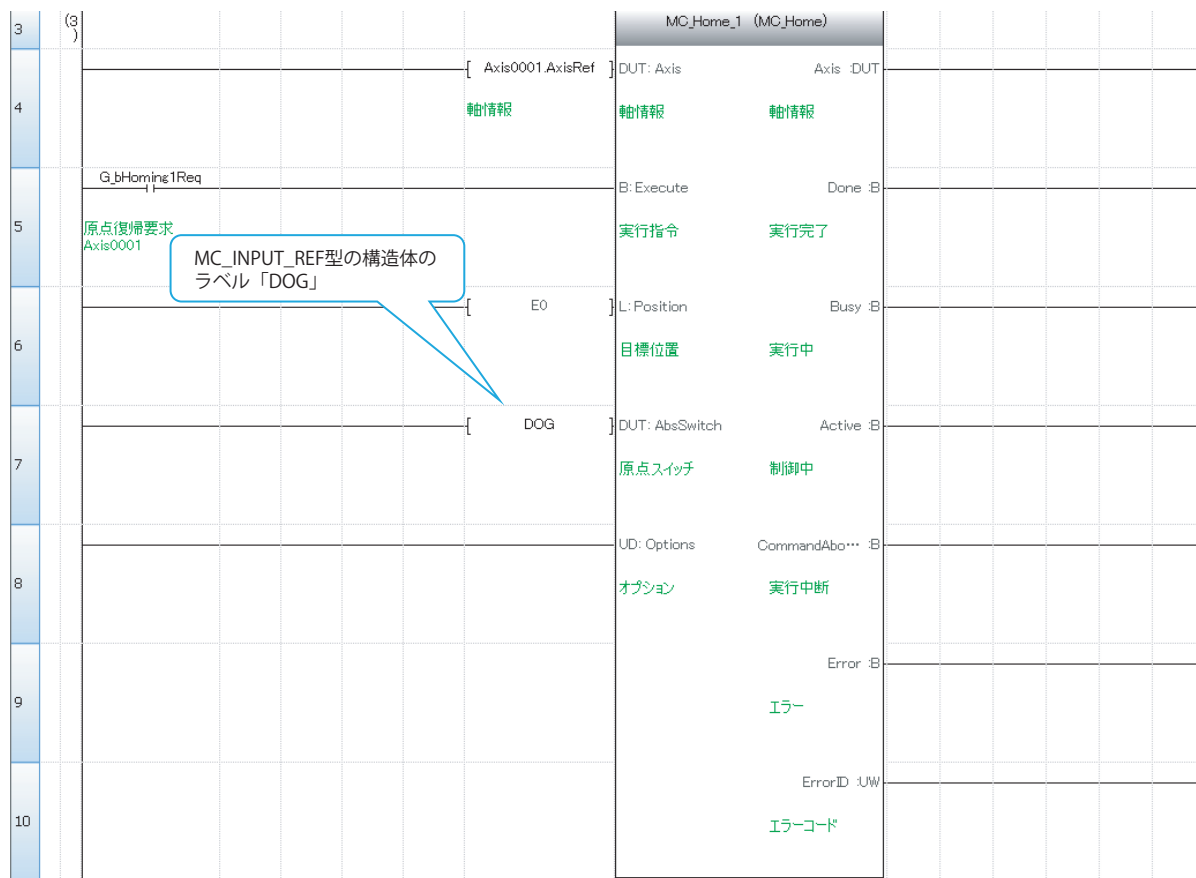 3
(3
)
MC_Home_1 (MC_Home)
Axis0001.AxisRef
DUT: Axis
Axis :DUT
4
軸情報
軸情報
軸情報
G_bHoming1Req
B: Execute
Done :B
5
原点復帰要求
Axis0001
実行指令
実行完了
MC_INPUT_REF型の構造体の
ラベル「DOG」
E0
L: Position
Busy :B
6
目標位置
実行中
DOG
DUT: AbsSwitch
Active :B
7
原点スイッチ
制御中
UD: Options
CommandAbo… :B
8
オプション
実行中断
Error :B
9
エラー
ErrorID :UW
10
エラーコード